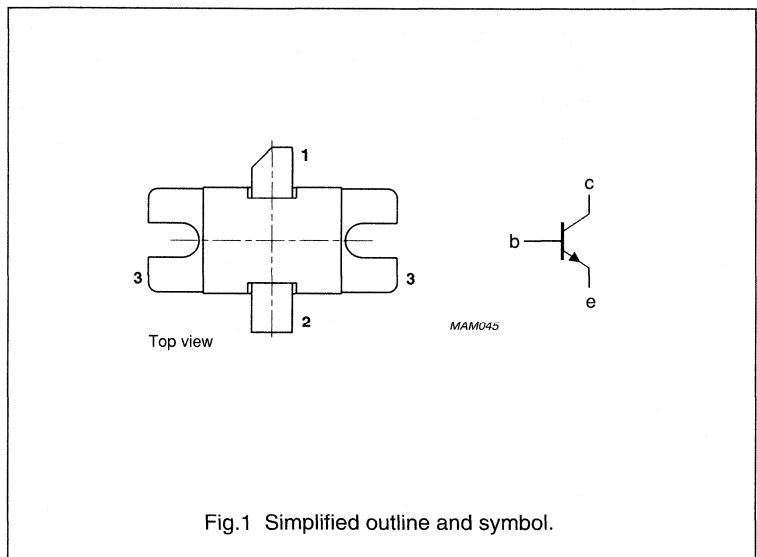 1
c
b
3
3
e
2
MAM045
Top view
Fig.1 Simplified outline and symbol.